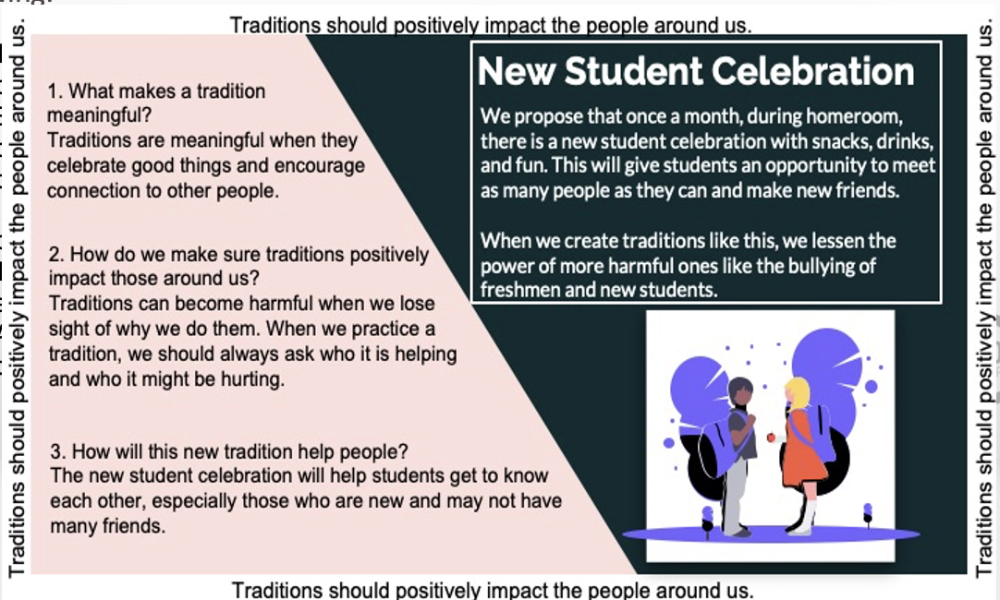 Traditions should positively impact the people around us.
Traditions should positively impact the people around us.
1. What makes a tradition
meaningful?
Traditions are meaningful when they
celebrate good things and encourage
connection to other people.
2. How do we make sure traditions positively
impact those around us?
Traditions can become harmful when we lose
sight of why we do them. When we practice a
tradition, we should always ask who it is helping
and who it might be hurting.
3. How will this new tradition help people?
The new student celebration will help students get to know
each other, especially those who are new and may not have
many friends.
New Student Celebration
We propose that once a month, during homeroom,
there is a new student celebration with snacks, drinks,
and fun. This will give students an opportunity to meet
as many people as they can and make new friends.
When we create traditions like this, we lessen the
power of more harmful ones like the bullying of
freshmen and new students.
Traditions should positively impact the people around us.
Traditions should positively impact the people around us.